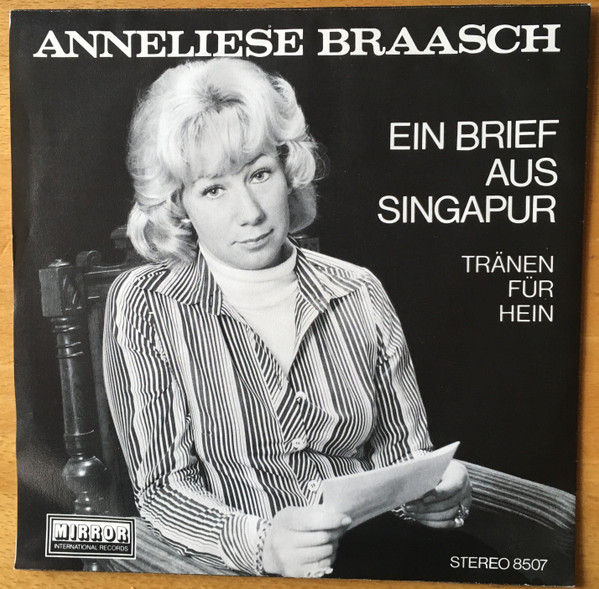 ANNELIESE BRAASCH
EIN BRIEF
AUS
SINGAPUR
TRÄNEN
FÜR
HEIN
MIRROR
INTERNATIONAL RECORDS
STEREO 8507